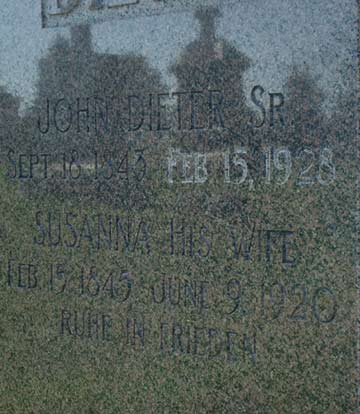 JOHN DIETER SR.
SEPT. 18-1843 FEB 15, 1928
SUSANNA HIS WIFE
FEB 15-1845 JUNE 9, 1920
RUHE IN FRIEDEN